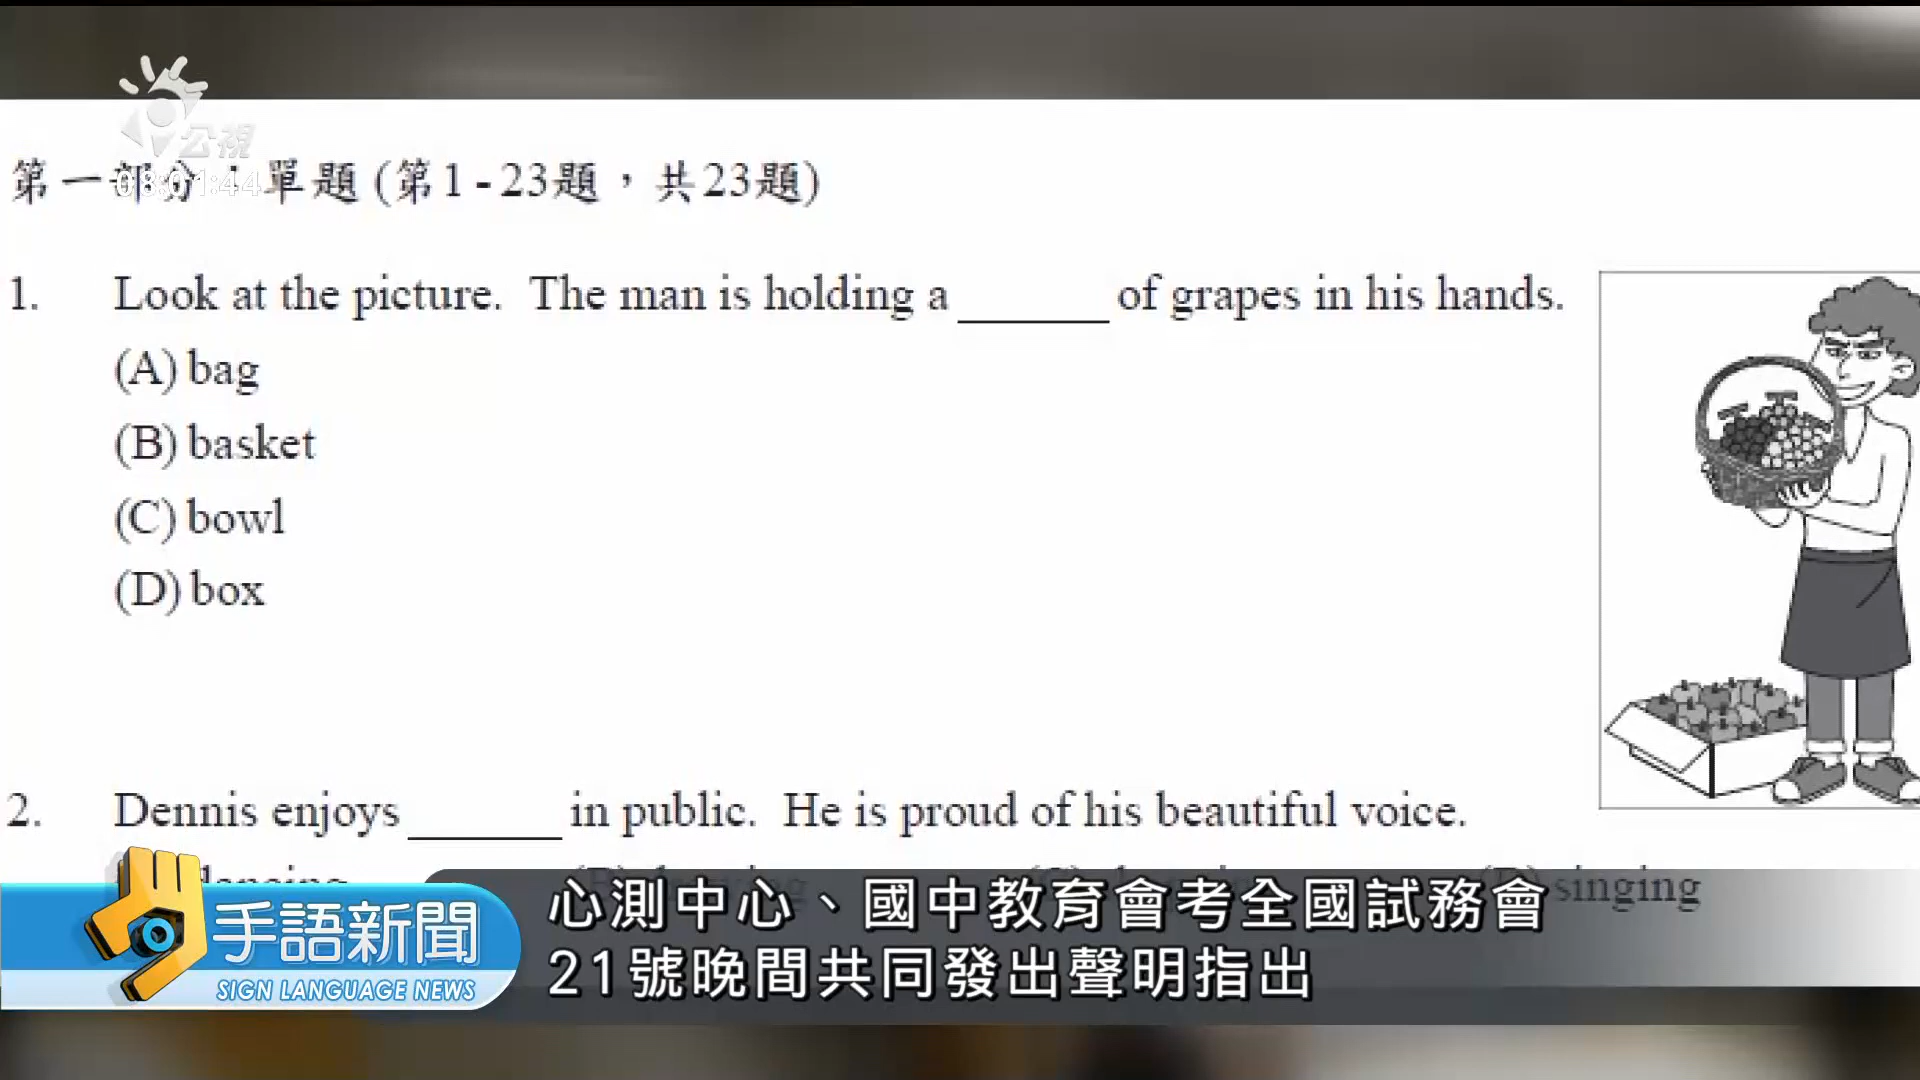 公視
08:01:44
第一部分：單題 (第1-23題，共23題)
1. Look at the picture. The man is holding a ______ of grapes in his hands.
(A) bag
(B) basket
(C) bowl
(D) box
2. Dennis enjoys ______ in public. He is proud of his beautiful voice.
dancing (D) singing
手語新聞
SIGN LANGUAGE NEWS
心測中心、國中教育會考全國試務會
21號晚間共同發出聲明指出